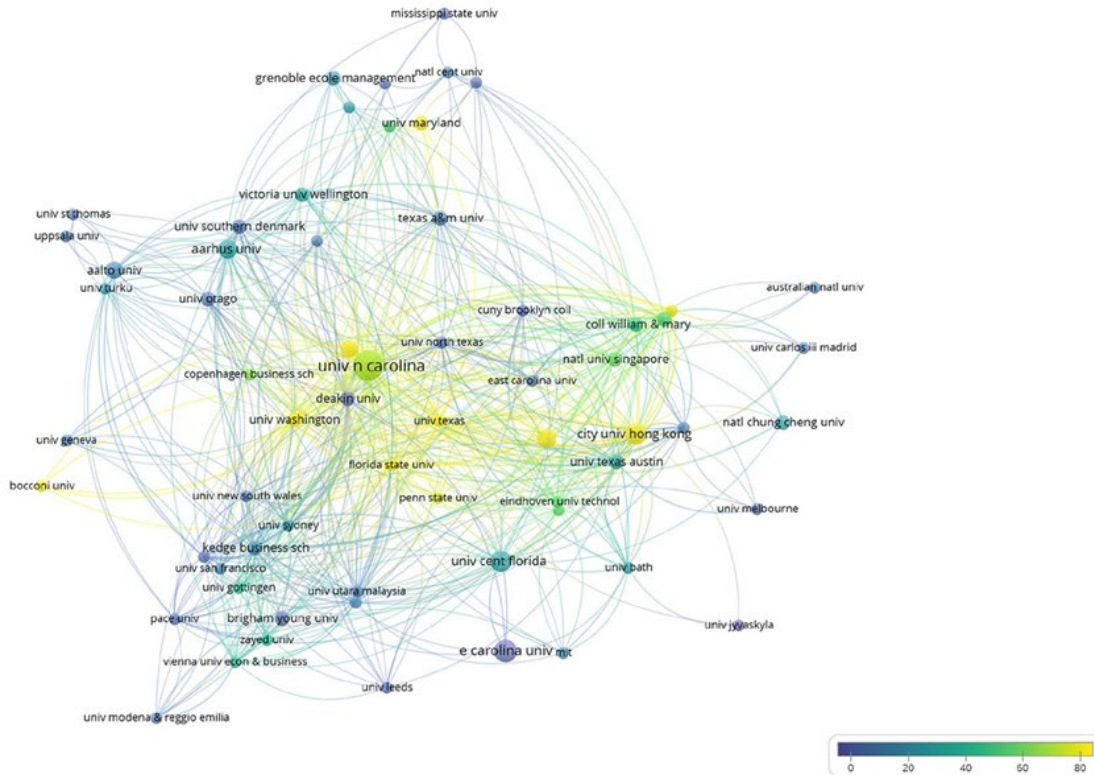 mississippi state univ
natl cent univ
grenoble ecole management
univ maryland
victoria univ wellington
univ st thomas
texas a&m univ
univ southern denmark
uppsala univ
aarhus univ
aalto univ
univ turku
australian natl univ
univ otago
cuny brooklyn coll
coll william & mary
univ north texas
univ carlos iii madrid
natl univ singapore
univ n carolina
copenhagen business sch
east carolina univ
deakin univ
univ washington
univ texas
natl chung cheng univ
city univ hong kong
univ geneva
univ texas austin
florida state univ
bocconi univ
univ new south wales
penn state univ
eindhoven univ technol
univ melbourne
univ sydney
kedge business sch
univ cent florida
univ san francisco
univ bath
univ gottingen
univ utara malaysia
pace univ
brigham young univ
univ jyvaskyla
zayed univ
e carolina univ
mit
vienna univ econ & business
univ leeds
univ modena & reggio emilia
0 20 40 60 80